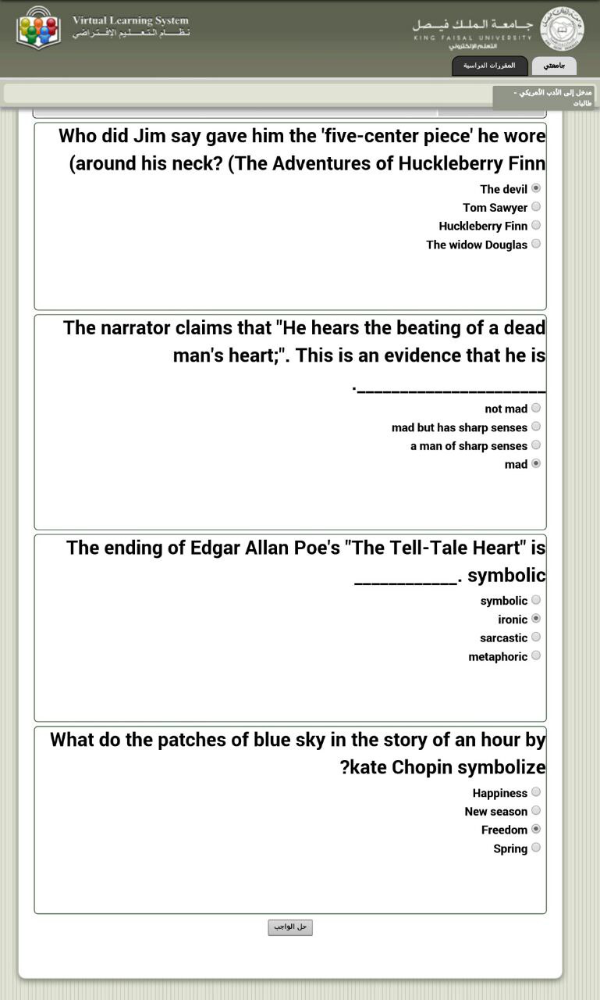 Virtual Learning System
نظـــام التـعـــليم الإفــتــراضي
جــامـعـة الـمـلـك فـيـصـل
KING FAISAL UNIVERSITY
التعلم الإلكتروني
المقررات الدراسية
جامعتي
مدخل إلى الأدب الأمريكي -
طالبات
Who did Jim say gave him the 'five-center piece' he wore
(around his neck? (The Adventures of Huckleberry Finn
The devil
Tom Sawyer
Huckleberry Finn
The widow Douglas
The narrator claims that "He hears the beating of a dead
man's heart;". This is an evidence that he is
.______________________
not mad
mad but has sharp senses
a man of sharp senses
mad
The ending of Edgar Allan Poe's "The Tell-Tale Heart" is
____________. symbolic
symbolic
ironic
sarcastic
metaphoric
What do the patches of blue sky in the story of an hour by
?kate Chopin symbolize
Happiness
New season
Freedom
Spring
حل الواجب